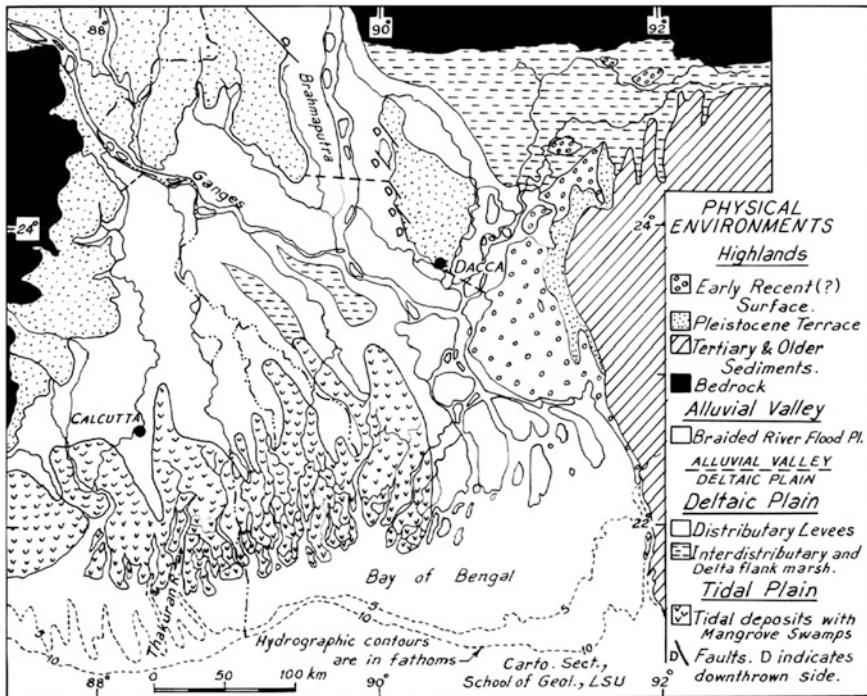 88°
90°
92°
Brahmaputra
Ganges
24°
DACCA
24°
CALCUTTA
22°
Bay of Bengal
Thakuran R.
5
10
5
10
5
10
Hydrographic contours
are in fathoms
Carto. Sect.,
School of Geol., LSU
88°
0 50 100 km
90°
92°
PHYSICAL
ENVIRONMENTS
Highlands
Early Recent(?)
Surface.
Pleistocene Terrace
Tertiary & Older
Sediments.
Bedrock
Alluvial Valley
Braided River Flood Pl.
ALLUVIAL VALLEY
DELTAIC PLAIN
Deltaic Plain
Distributary Levees
Interdistributary and
Delta flank marsh.
Tidal Plain
Tidal deposits with
Mangrove Swamps
D Faults. D indicates
downthrown side.